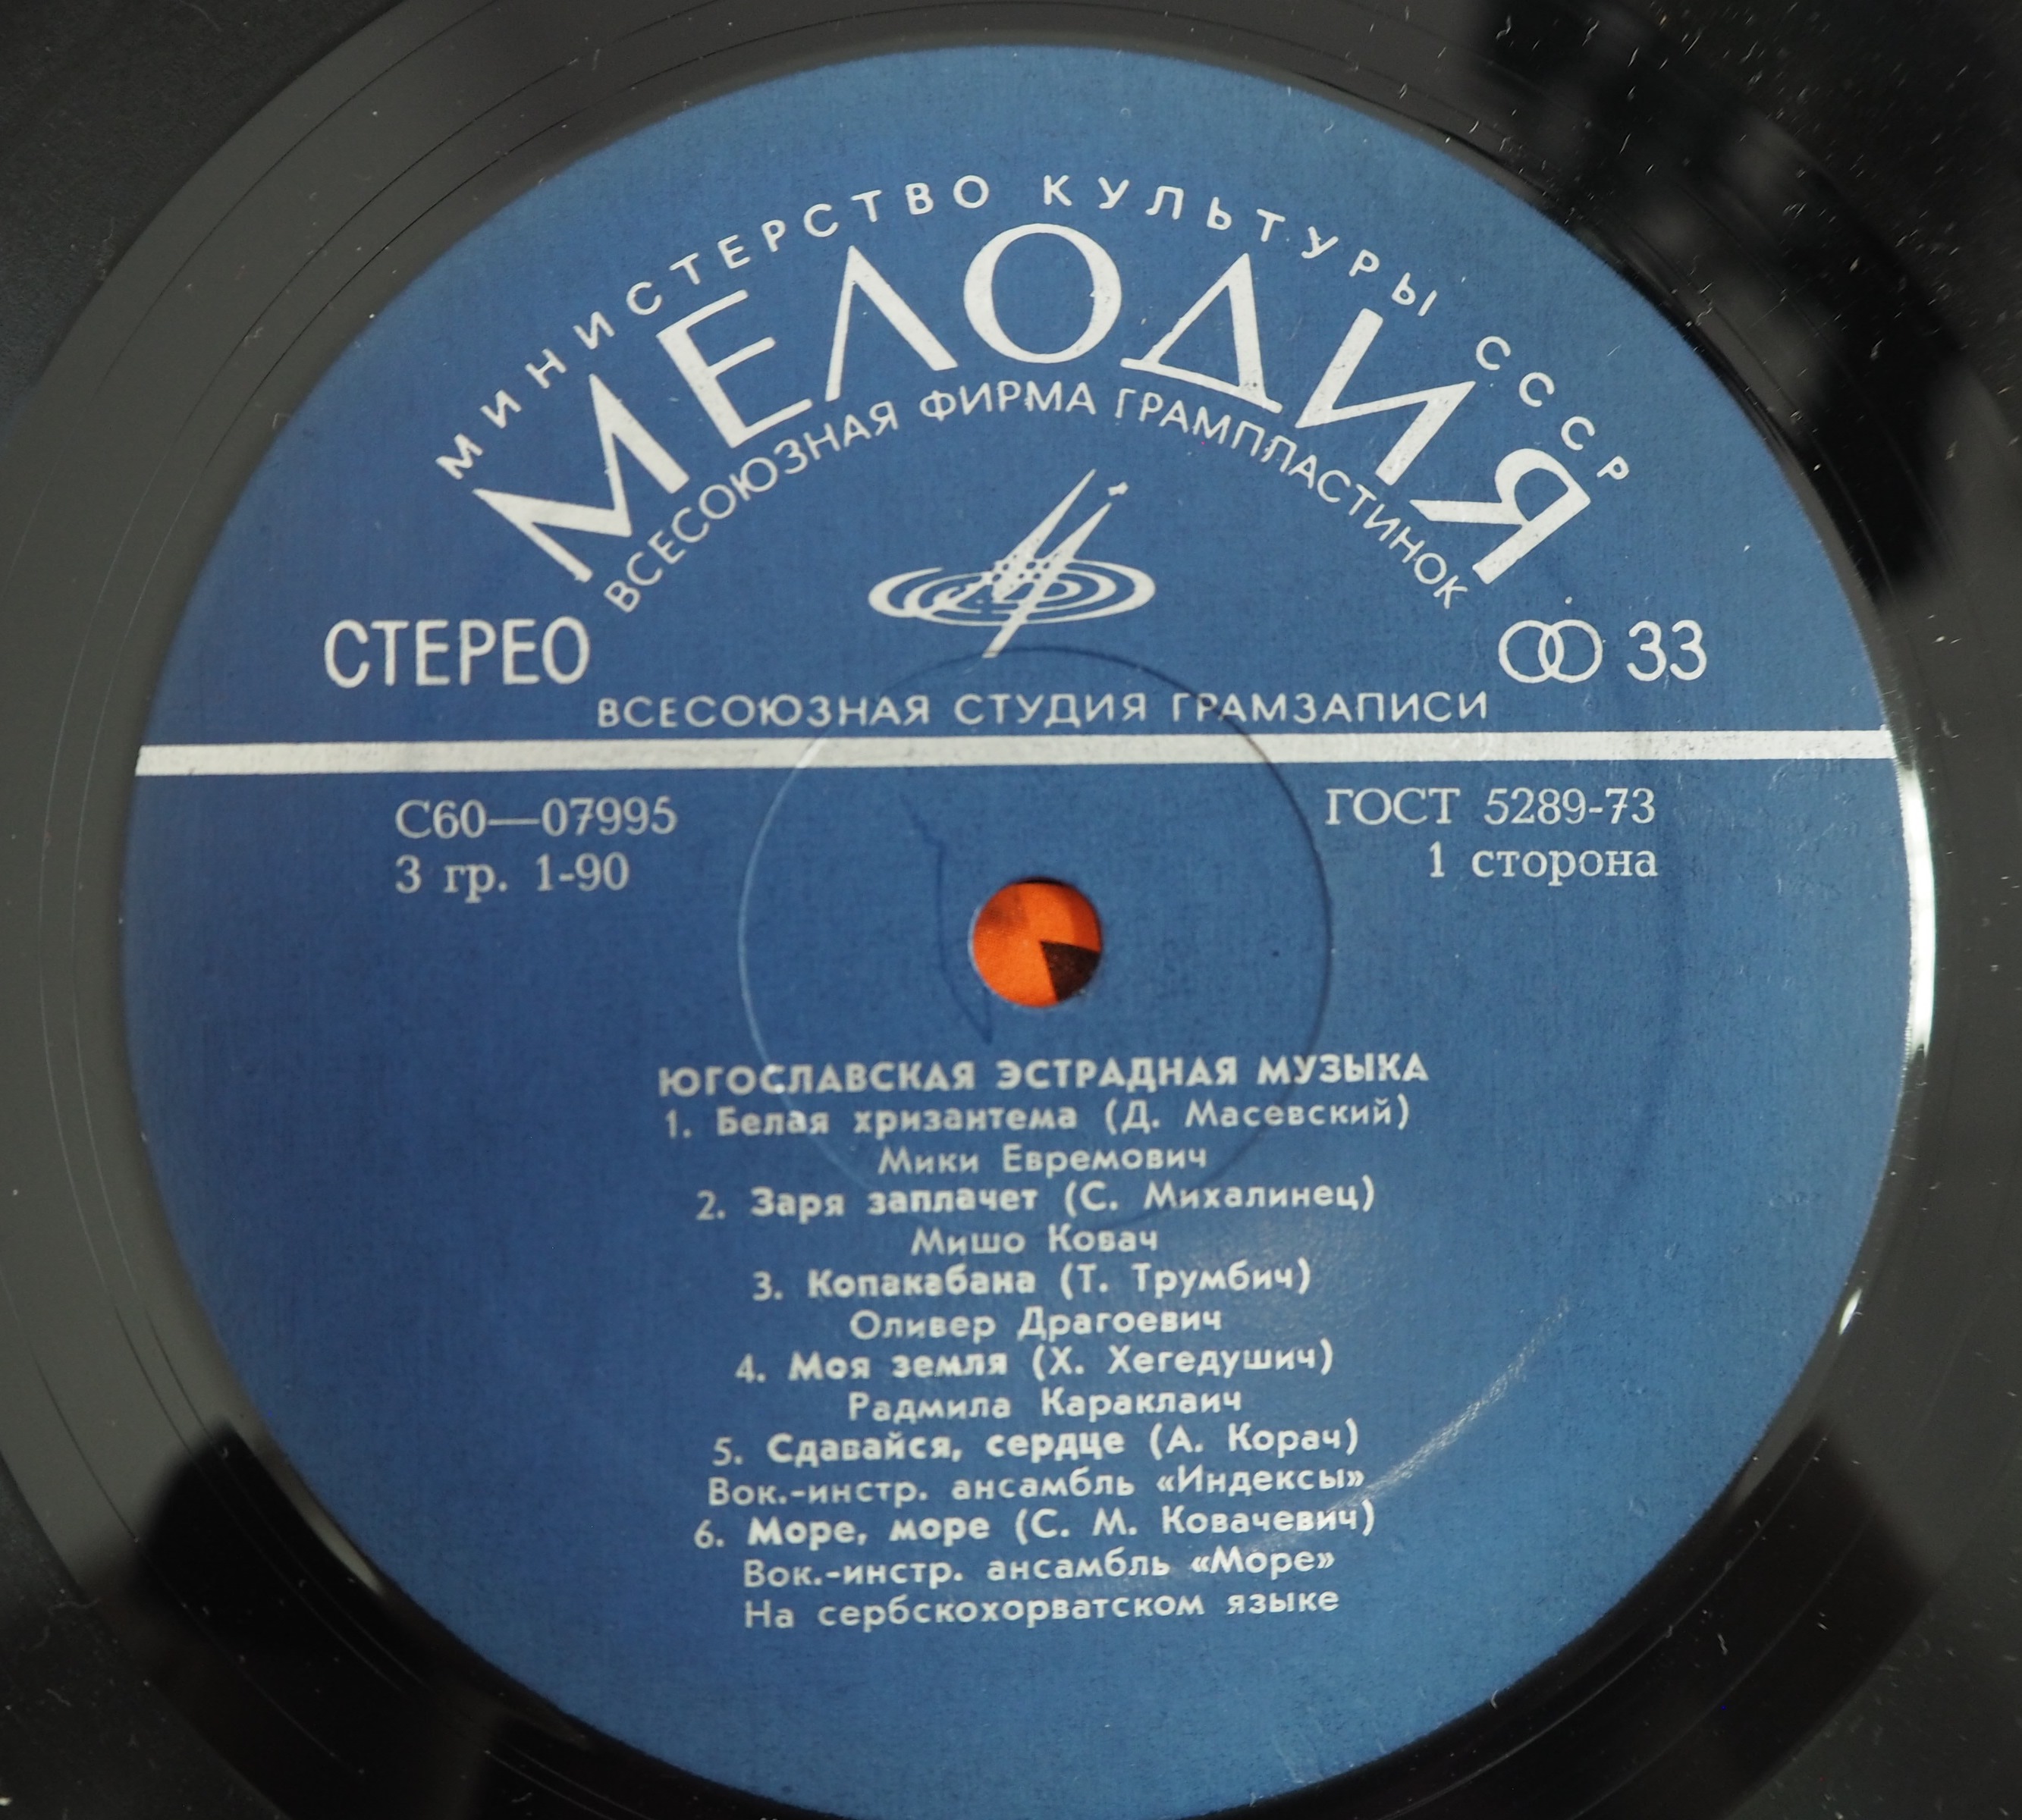 МИНИСТЕРСТВО КУЛЬТУРЫ СССР
МЕЛОДИЯ
ВСЕСОЮЗНАЯ ФИРМА ГРАМПЛАСТИНОК
СТЕРЕО 33
ВСЕСОЮЗНАЯ СТУДИЯ ГРАМЗАПИСИ
С60—07995 ГОСТ 5289-73
3 гр. 1-90 1 сторона
ЮГОСЛАВСКАЯ ЭСТРАДНАЯ МУЗЫКА
1. Белая хризантема (Д. Масевский)
Мики Евремович
2. Заря заплачет (С. Михалинец)
Мишо Ковач
3. Копакабана (Т. Трумбич)
Оливер Драгоевич
4. Моя земля (Х. Хегедушич)
Радмила Караклаич
5. Сдавайся, сердце (А. Корач)
Вок.-инстр. ансамбль «Индексы»
6. Море, море (С. М. Ковачевич)
Вок.-инстр. ансамбль «Море»
На сербскохорватском языке